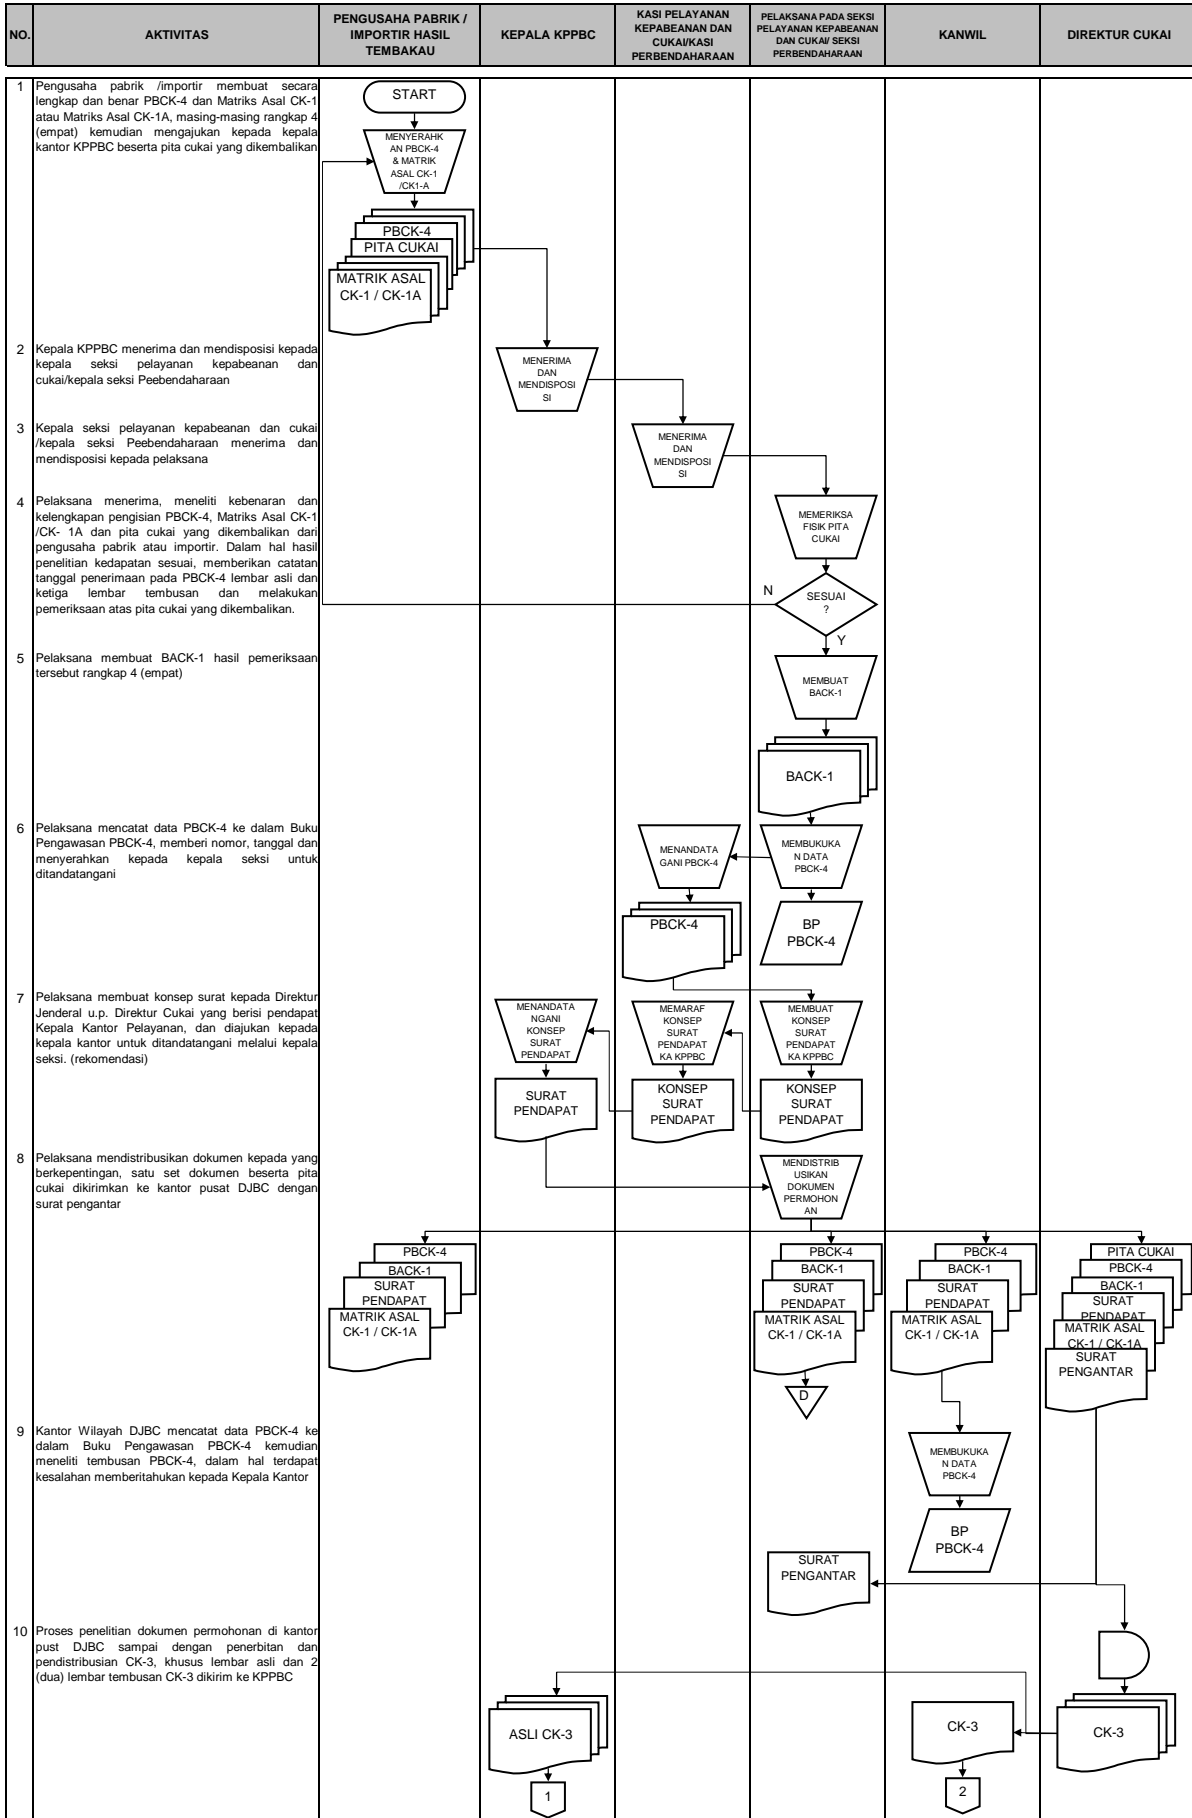 NO.
AKTIVITAS
PENGUSAHA PABRIK /
IMPORTIR HASIL
TEMBAKAU
KEPALA KPPBC
KASI PELAYANAN
KEPABEANAN DAN
CUKAI/KASI
PERBENDAHARAAN
PELAKSANA PADA SEKSI
PELAYANAN KEPABEANAN
DAN CUKAI/ SEKSI
PERBENDAHARAAN
KANWIL
DIREKTUR CUKAI
1 Pengusaha pabrik /importir membuat secara
lengkap dan benar PBCK-4 dan Matriks Asal CK-1
atau Matriks Asal CK-1A, masing-masing rangkap 4
(empat) kemudian mengajukan kepada kepala
kantor KPPBC beserta pita cukai yang dikembalikan
START
MENYERAHK
AN PBCK-4
& MATRIK
ASAL CK-1
/CK1-A
PBCK-4
PITA CUKAI
MATRIK ASAL
CK-1 / CK-1A
2 Kepala KPPBC menerima dan mendisposisi kepada
kepala seksi pelayanan kepabeanan dan
cukai/kepala seksi Peebendaharaan
MENERIMA
DAN
MENDISPOSI
SI
3 Kepala seksi pelayanan kepabeanan dan cukai
/kepala seksi Peebendaharaan menerima dan
mendisposisi kepada pelaksana
MENERIMA
DAN
MENDISPOSI
SI
4 Pelaksana menerima, meneliti kebenaran dan
kelengkapan pengisian PBCK-4, Matriks Asal CK-1
/CK- 1A dan pita cukai yang dikembalikan dari
pengusaha pabrik atau importir. Dalam hal hasil
penelitian kedapatan sesuai, memberikan catatan
tanggal penerimaan pada PBCK-4 lembar asli dan
ketiga lembar tembusan dan melakukan
pemeriksaan atas pita cukai yang dikembalikan.
MEMERIKSA
FISIK PITA
CUKAI
N
SESUAI
?
Y
5 Pelaksana membuat BACK-1 hasil pemeriksaan
tersebut rangkap 4 (empat)
MEMBUAT
BACK-1
BACK-1
6 Pelaksana mencatat data PBCK-4 ke dalam Buku
Pengawasan PBCK-4, memberi nomor, tanggal dan
menyerahkan kepada kepala seksi untuk
ditandatangani
MENANDATA
GANI PBCK-4
MEMBUKUKA
N DATA
PBCK-4
PBCK-4
BP
PBCK-4
7 Pelaksana membuat konsep surat kepada Direktur
Jenderal u.p. Direktur Cukai yang berisi pendapat
Kepala Kantor Pelayanan, dan diajukan kepada
kepala kantor untuk ditandatangani melalui kepala
seksi. (rekomendasi)
MENANDATA
NGANI
KONSEP
SURAT
PENDAPAT
MEMARAF
KONSEP
SURAT
PENDAPAT
KA KPPBC
MEMBUAT
KONSEP
SURAT
PENDAPAT
KA KPPBC
SURAT
PENDAPAT
KONSEP
SURAT
PENDAPAT
KONSEP
SURAT
PENDAPAT
8 Pelaksana mendistribusikan dokumen kepada yang
berkepentingan, satu set dokumen beserta pita
cukai dikirimkan ke kantor pusat DJBC dengan
surat pengantar
MENDISTRIB
USIKAN
DOKUMEN
PERMOHON
AN
PBCK-4
BACK-1
SURAT
PENDAPAT
MATRIK ASAL
CK-1 / CK-1A
PBCK-4
BACK-1
SURAT
PENDAPAT
MATRIK ASAL
CK-1 / CK-1A
D
PBCK-4
BACK-1
SURAT
PENDAPAT
MATRIK ASAL
CK-1 / CK-1A
PITA CUKAI
PBCK-4
BACK-1
SURAT
PENDAPAT
MATRIK ASAL
CK-1 / CK-1A
SURAT
PENGANTAR
9 Kantor Wilayah DJBC mencatat data PBCK-4 ke
dalam Buku Pengawasan PBCK-4 kemudian
meneliti tembusan PBCK-4, dalam hal terdapat
kesalahan memberitahukan kepada Kepala Kantor
MEMBUKUKA
N DATA
PBCK-4
BP
PBCK-4
SURAT
PENGANTAR
10 Proses penelitian dokumen permohonan di kantor
pust DJBC sampai dengan penerbitan dan
pendistribusian CK-3, khusus lembar asli dan 2
(dua) lembar tembusan CK-3 dikirim ke KPPBC
ASLI CK-3
CK-3
CK-3
1
2